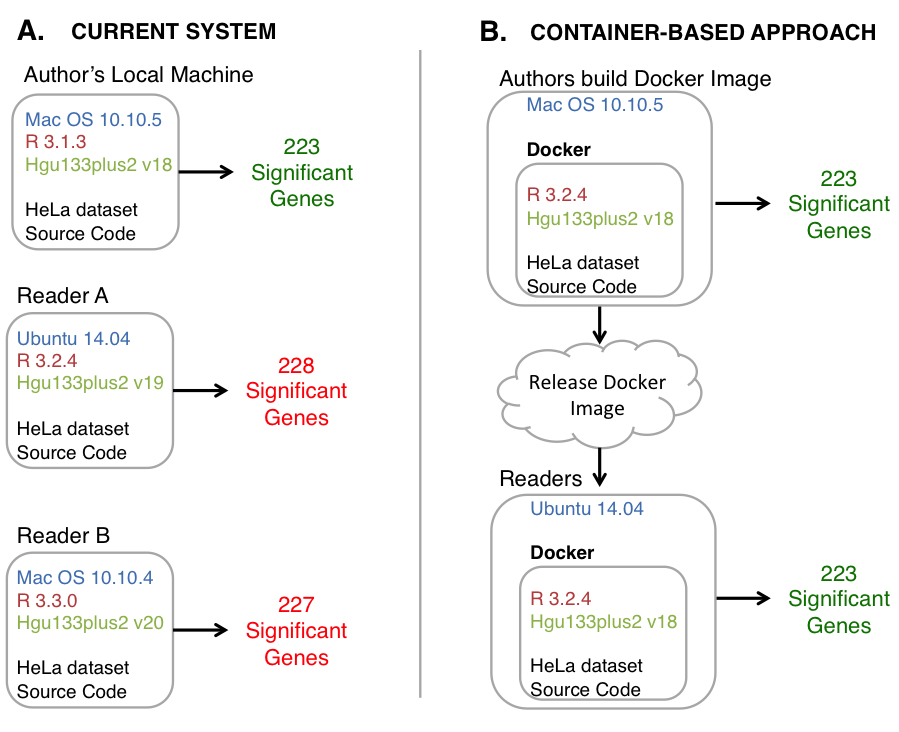 A. CURRENT SYSTEM
Author's Local Machine
Mac OS 10.10.5
R 3.1.3
Hgu133plus2 v18
HeLa dataset
Source Code
223
Significant
Genes
Reader A
Ubuntu 14.04
R 3.2.4
Hgu133plus2 v19
HeLa dataset
Source Code
228
Significant
Genes
Reader B
Mac OS 10.10.4
R 3.3.0
Hgu133plus2 v20
HeLa dataset
Source Code
227
Significant
Genes
B. CONTAINER-BASED APPROACH
Authors build Docker Image
Mac OS 10.10.5
Docker
R 3.2.4
Hgu133plus2 v18
HeLa dataset
Source Code
223
Significant
Genes
Release Docker
Image
Readers
Ubuntu 14.04
Docker
R 3.2.4
Hgu133plus2 v18
HeLa dataset
Source Code
223
Significant
Genes